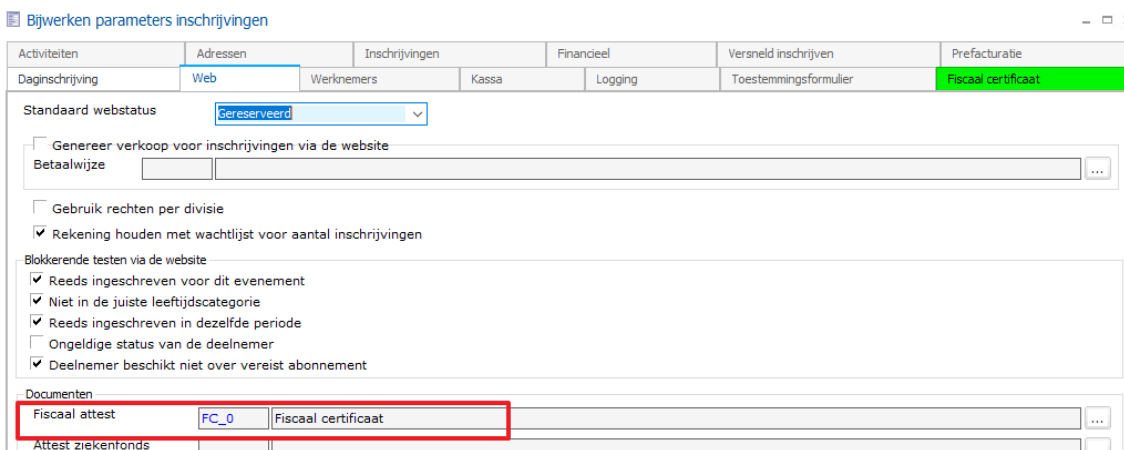 Bijwerken parameters inschrijvingen
Activiteiten Adressen Inschrijvingen Financieel Versneld inschrijven Prefacturatie
Daginschrijving Web Werknemers Kassa Logging Toestemmingsformulier Fiscaal certificaat
Standaard webstatus Gereserveerd
Genereer verkoop voor inschrijvingen via de website
Betaalwijze ...
Gebruik rechten per divisie
Rekening houden met wachtlijst voor aantal inschrijvingen
Blokkerende testen via de website
Reeds ingeschreven voor dit evenement
Niet in de juiste leeftijdscategorie
Reeds ingeschreven in dezelfde periode
Ongeldige status van de deelnemer
Deelnemer beschikt niet over vereist abonnement
Documenten
Fiscaal attest FC_0 Fiscaal certificaat ...
Attest ziekenfonds